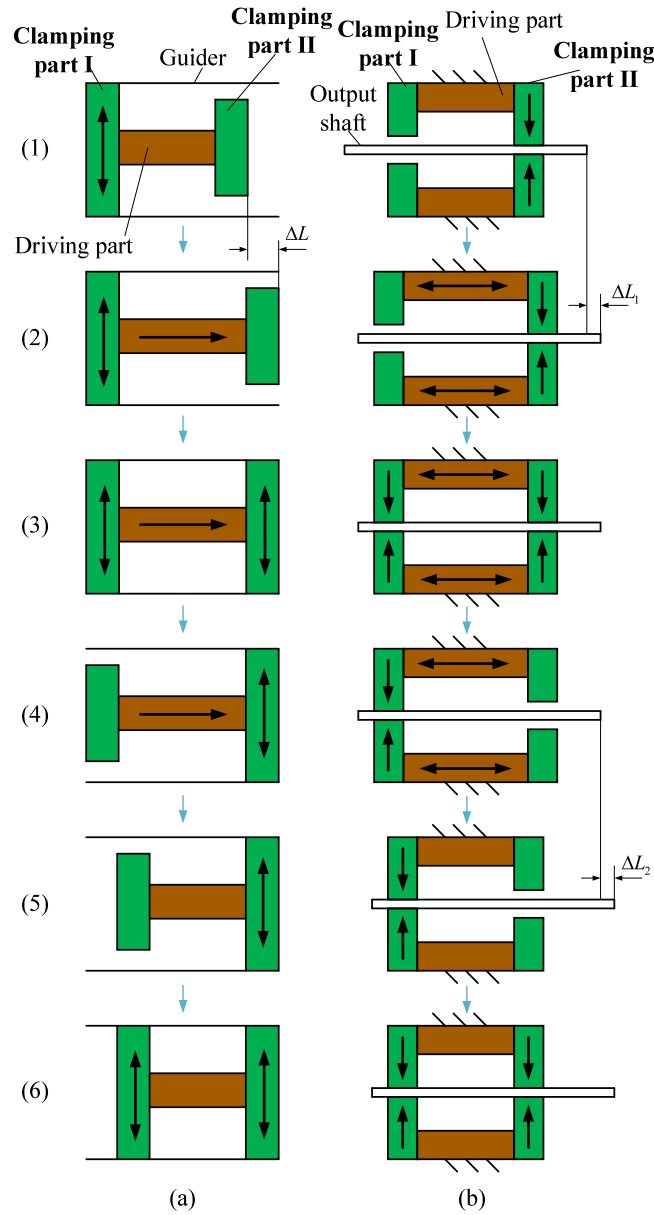 Clamping
part I
Guider
Clamping
part II
Driving part
Clamping
part I
Clamping
part II
Output
shaft
(1)
Driving part
ΔL
(2)
ΔL₁
(3)
(4)
(5)
ΔL₂
(6)
(a)
(b)